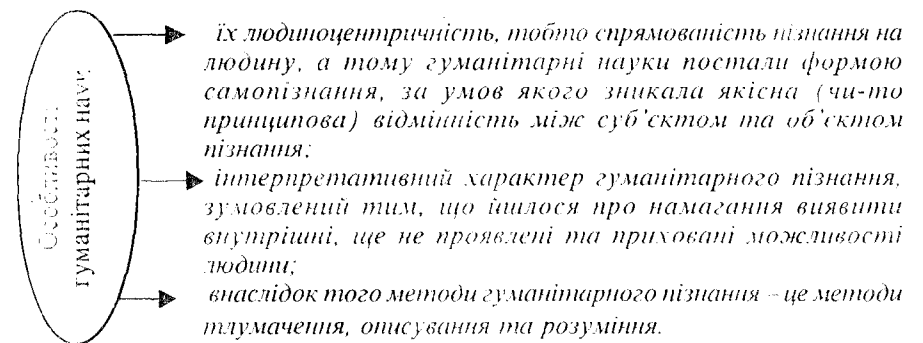 Особливості
гуманітарних наук:
їх людиноцентричність, тобто спрямованість пізнання на
людину, а тому гуманітарні науки постали формою
самопізнання, за умов якого зникала якісна (чи-то
принципова) відмінність між суб'єктом та об'єктом
пізнання;
інтерпретативний характер гуманітарного пізнання,
зумовлений тим, що йшлося про намагання виявити
внутрішні, ще не проявлені та приховані можливості
людини;
внаслідок того методи гуманітарного пізнання – це методи
тлумачення, описування та розуміння.